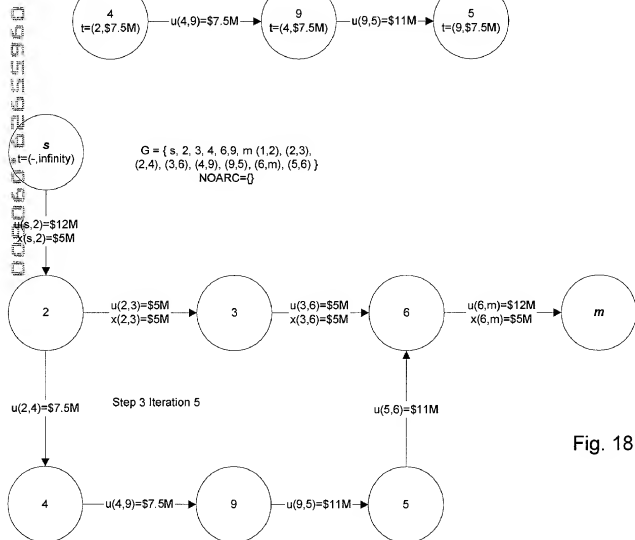 4
t=(2,$7.5M)
u(4,9)=$7.5M
9
t=(4,$7.5M)
u(9,5)=$11M
5
t=(9,$7.5M)
s
t=(-,infinity)
G = { s, 2, 3, 4, 6,9, m (1,2), (2,3),
(2,4), (3,6), (4,9), (9,5), (6,m), (5,6) }
NOARC={}
u(s,2)=$12M
x(s,2)=$5M
2
u(2,3)=$5M
x(2,3)=$5M
3
u(3,6)=$5M
x(3,6)=$5M
6
u(6,m)=$12M
x(6,m)=$5M
m
u(2,4)=$7.5M
Step 3 Iteration 5
u(5,6)=$11M
Fig. 18
4
u(4,9)=$7.5M
9
u(9,5)=$11M
5